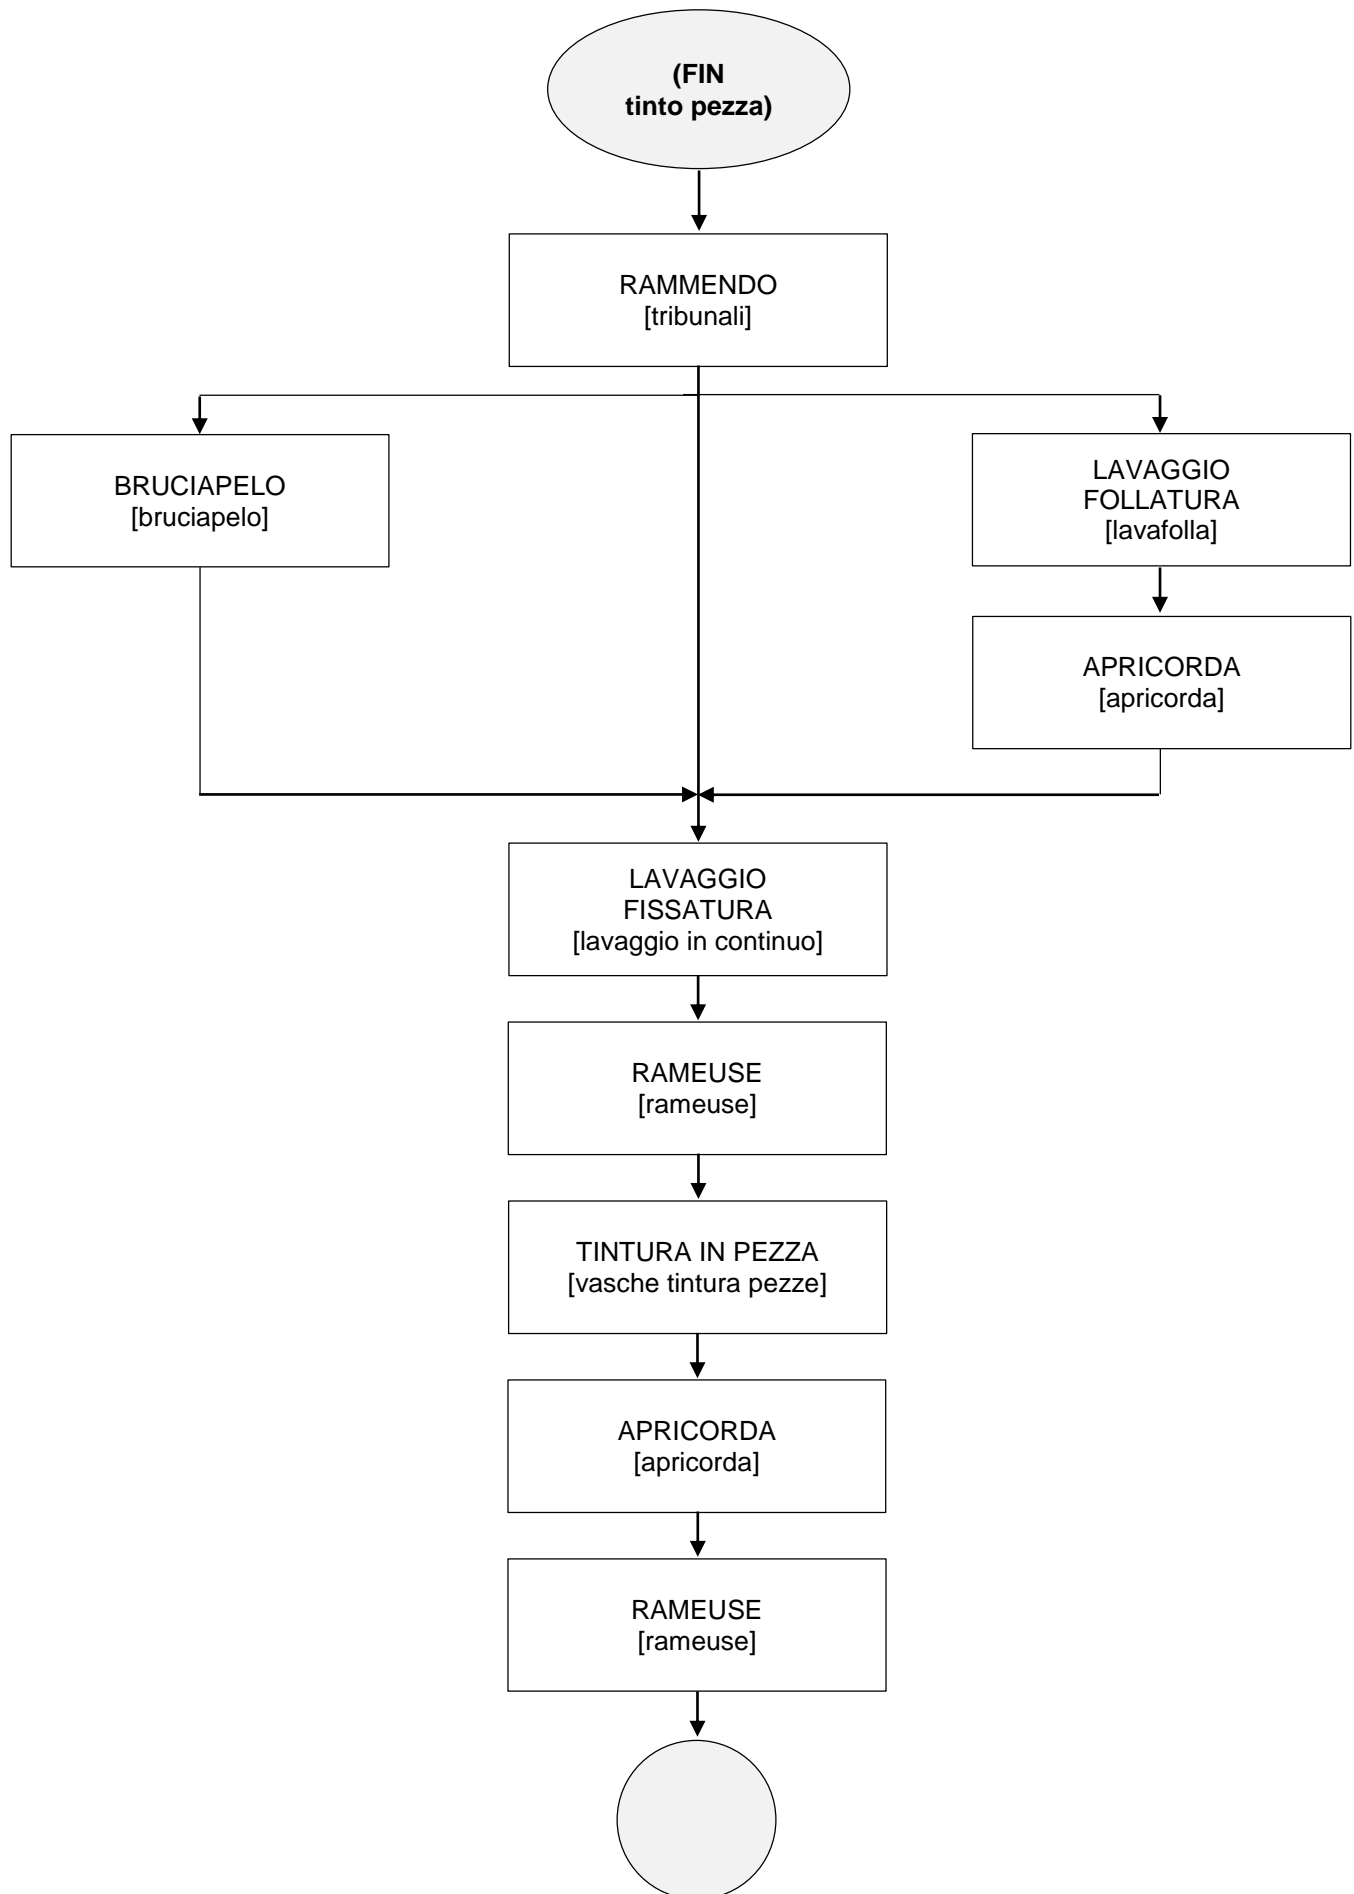 (FIN
tinto pezza)
RAMMENDO
[tribunali]
BRUCIAPELO
[bruciapelo]
LAVAGGIO
FOLLATURA
[lavafolla]
APRICORDA
[apricorda]
LAVAGGIO
FISSATURA
[lavaggio in continuo]
RAMEUSE
[rameuse]
TINTURA IN PEZZA
[vasche tintura pezze]
APRICORDA
[apricorda]
RAMEUSE
[rameuse]